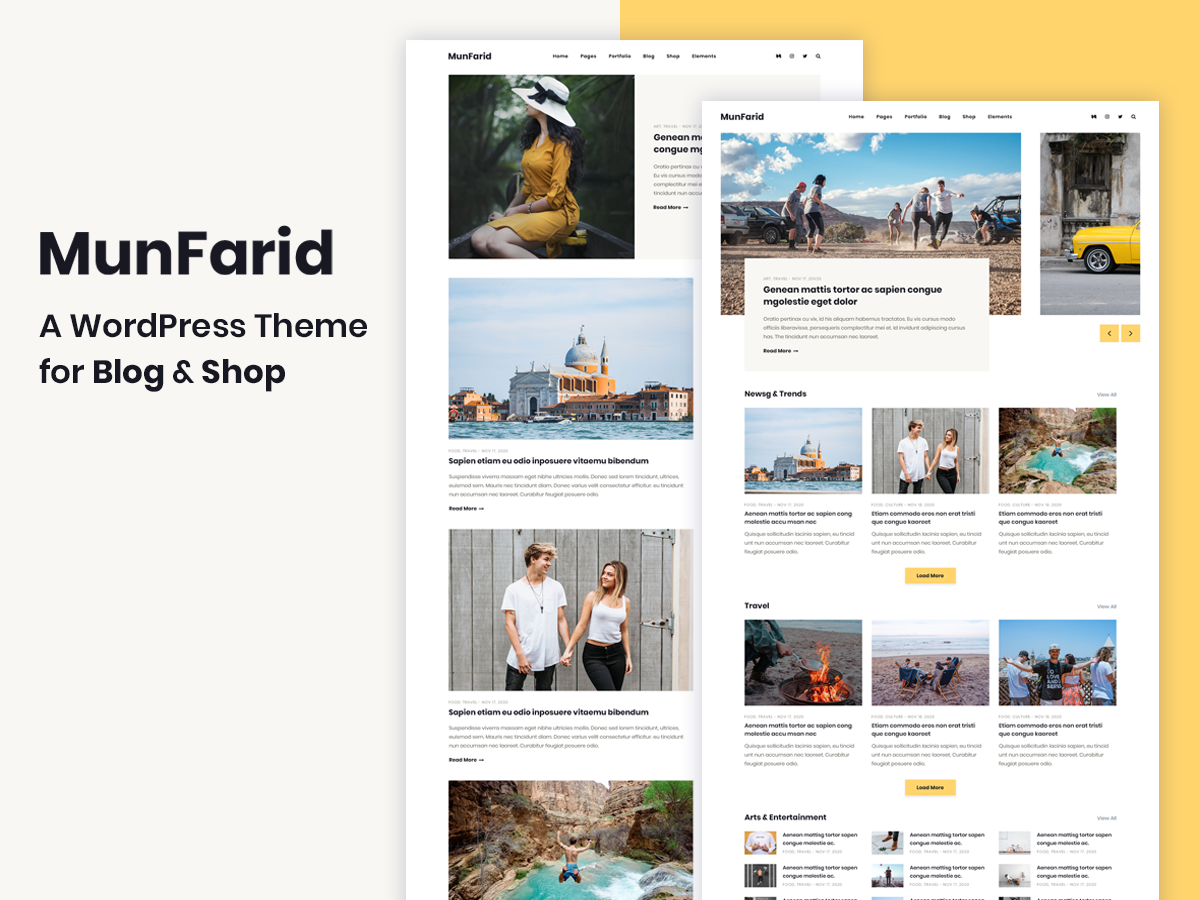 MunFarid
A WordPress Theme
for Blog & Shop
MunFarid
Home Pages Portfolio Blog Shop Elements
ART, TRAVEL - NOV 17,
Genean
congue
Oratio pertinax cu
Eu vis cursus modo
complectitur mei e
tincidunt nun
Read More
Sapien etiam eu odio inposuere vitaemu bibendum
FOOD, TRAVEL - NOV 17, 2020
Suspendisse viverra massam eget nibha ultricies mollis. Donec sed lorem tincidunt, ultrices,
euismod sem. Mauris nec tincidunt diam. Donec varius velit consectetur efficitur. eu tincidunt
nun accumsan nec laoreet. Curabitur feugiat posuere odio.
Read More
FOOD, TRAVEL - NOV 17, 2020
Sapien etiam eu odio inposuere vitaemu bibendum
Suspendisse viverra massam eget nibha ultricies mollis. Donec sed lorem tincidunt, ultrices,
euismod sem. Mauris nec tincidunt diam. Donec varius velit consectetur efficitur. eu tincidunt
nun accumsan nec laoreet. Curabitur feugiat posuere odio.
Read More
MunFarid
Home Pages Portfolio Blog Shop Elements
ART, TRAVEL - NOV 17, 20200
Genean mattis tortor ac sapien congue
mgolestie eget dolor
Oratio pertinax cu vix, id his aliquam habemus tractatos. Eu vis cursus modo
officiis liberavisse, persequeris complectitur mei et, id invidunt adipiscing cursus
has. The tincidunt nun accumsan nec laoreet.
Read More
Newsg & Trends
View All
FOOD, TRAVEL - NOV 17, 2020
Aenean mattis tortor ac sapien cong
molestie accu msan nec
Quisque sollicitudin lacinia sapien, eu tincid
unt nun accumsan nec laoreet. Curabitur
feugiat posuere odio.
FOOD, CULTURE - NOV 18, 2020
Etiam commodo eros non erat tristi
que congue kaoreet
Quisque sollicitudin lacinia sapien, eu tincid
unt nun accumsan nec laoreet. Curabitur
feugiat posuere odio.
FOOD, CULTURE - NOV 19, 2020
Etiam commodo eros non erat tristi
que congue kaoreet
Quisque sollicitudin lacinia sapien, eu tincid
unt nun accumsan nec laoreet. Curabitur
feugiat posuere odio.
Load More
Travel
View All
FOOD, TRAVEL - NOV 17, 2020
Aenean mattis tortor ac sapien cong
molestie accu msan nec
Quisque sollicitudin lacinia sapien, eu tincid
unt nun accumsan nec laoreet. Curabitur
feugiat posuere odio.
FOOD, CULTURE - NOV 18, 2020
Etiam commodo eros non erat tristi
que congue kaoreet
Quisque sollicitudin lacinia sapien, eu tincid
unt nun accumsan nec laoreet. Curabitur
feugiat posuere odio.
FOOD, CULTURE - NOV 19, 2020
Etiam commodo eros non erat tristi
que congue kaoreet
Quisque sollicitudin lacinia sapien, eu tincid
unt nun accumsan nec laoreet. Curabitur
feugiat posuere odio.
Load More
Arts & Entertainment
View All
Aenean mattisg tortor sapen
congue molestie ac.
FOOD, TRAVEL - NOV 17, 2020
Aenean mattisg tortor sapen
congue molestie ac.
FOOD, TRAVEL - NOV 17, 2020
Aenean mattisg tortor sapen
congue molestie ac.
FOOD, TRAVEL - NOV 17, 2020
Aenean mattisg tortor sapen
congue molestie ac.
FOOD, TRAVEL - NOV 17, 2020
Aenean mattisg tortor sapen
congue molestie ac.
FOOD, TRAVEL - NOV 17, 2020
Aenean mattisg tortor sapen
congue molestie ac.
FOOD, TRAVEL - NOV 17, 2020